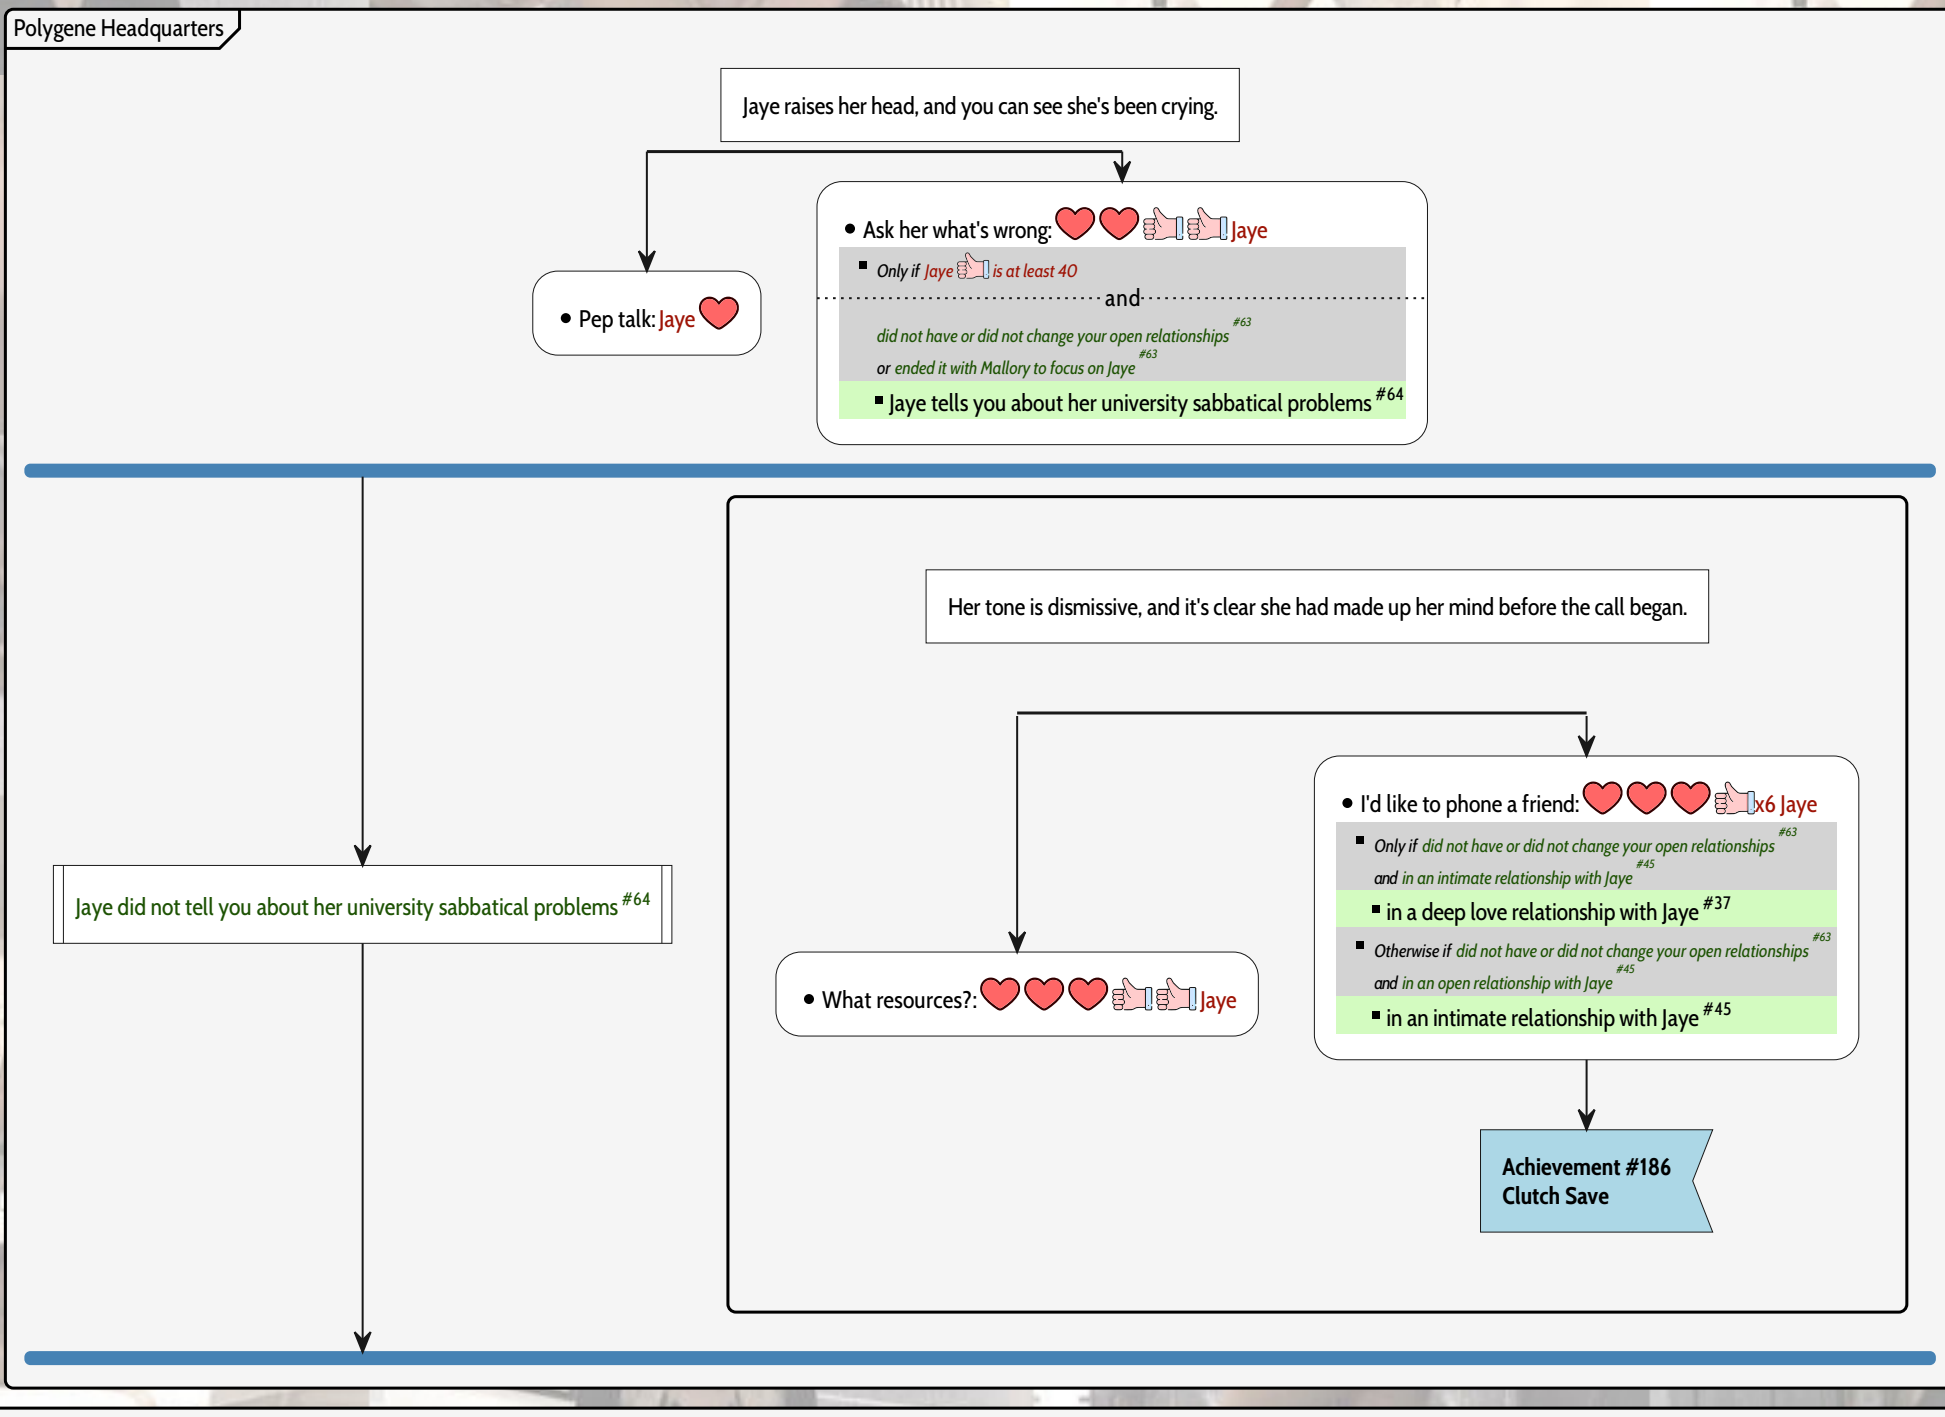 Polygene Headquarters
Jaye raises her head, and you can see she's been crying.
• Pep talk: Jaye
• Ask her what's wrong: Jaye
▪ Only if Jaye is at least 40
and
did not have or did not change your open relationships #63
or ended it with Mallory to focus on Jaye #63
▪ Jaye tells you about her university sabbatical problems #64
Jaye did not tell you about her university sabbatical problems #64
Her tone is dismissive, and it's clear she had made up her mind before the call began.
• What resources?: Jaye
• I'd like to phone a friend: x6 Jaye
▪ Only if did not have or did not change your open relationships #63
and in an intimate relationship with Jaye #45
▪ in a deep love relationship with Jaye #37
▪ Otherwise if did not have or did not change your open relationships #63
and in an open relationship with Jaye #45
▪ in an intimate relationship with Jaye #45
Achievement #186
Clutch Save